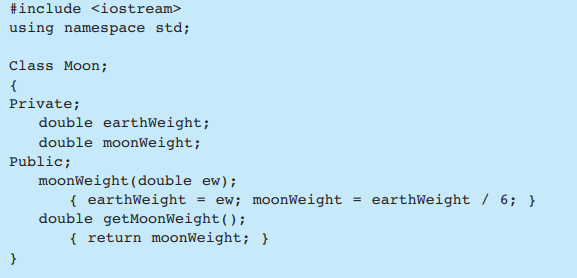 #include <iostream>
using namespace std;
Class Moon;
{
Private;
double earthWeight;
double moonWeight;
Public;
moonWeight(double ew);
{ earthWeight = ew; moonWeight = earthWeight / 6; }
double getMoonWeight();
{ return moonWeight; }
}